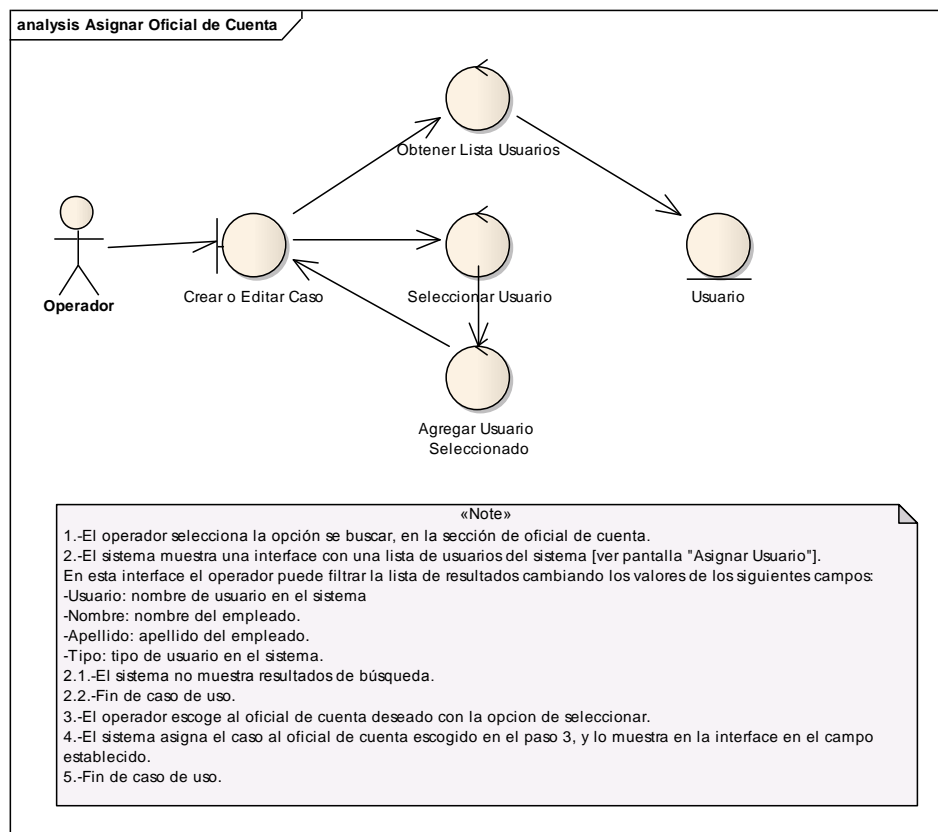 analysis Asignar Oficial de Cuenta
Obtener Lista Usuarios
Operador
Crear o Editar Caso
Seleccionar Usuario
Usuario
Agregar Usuario
Seleccionado
«Note»
1.-El operador selecciona la opción se buscar, en la sección de oficial de cuenta.
2.-El sistema muestra una interface con una lista de usuarios del sistema [ver pantalla "Asignar Usuario"].
En esta interface el operador puede filtrar la lista de resultados cambiando los valores de los siguientes campos:
-Usuario: nombre de usuario en el sistema
-Nombre: nombre del empleado.
-Apellido: apellido del empleado.
-Tipo: tipo de usuario en el sistema.
2.1.-El sistema no muestra resultados de búsqueda.
2.2.-Fin de caso de uso.
3.-El operador escoge al oficial de cuenta deseado con la opcion de seleccionar.
4.-El sistema asigna el caso al oficial de cuenta escogido en el paso 3, y lo muestra en la interface en el campo
establecido.
5.-Fin de caso de uso.